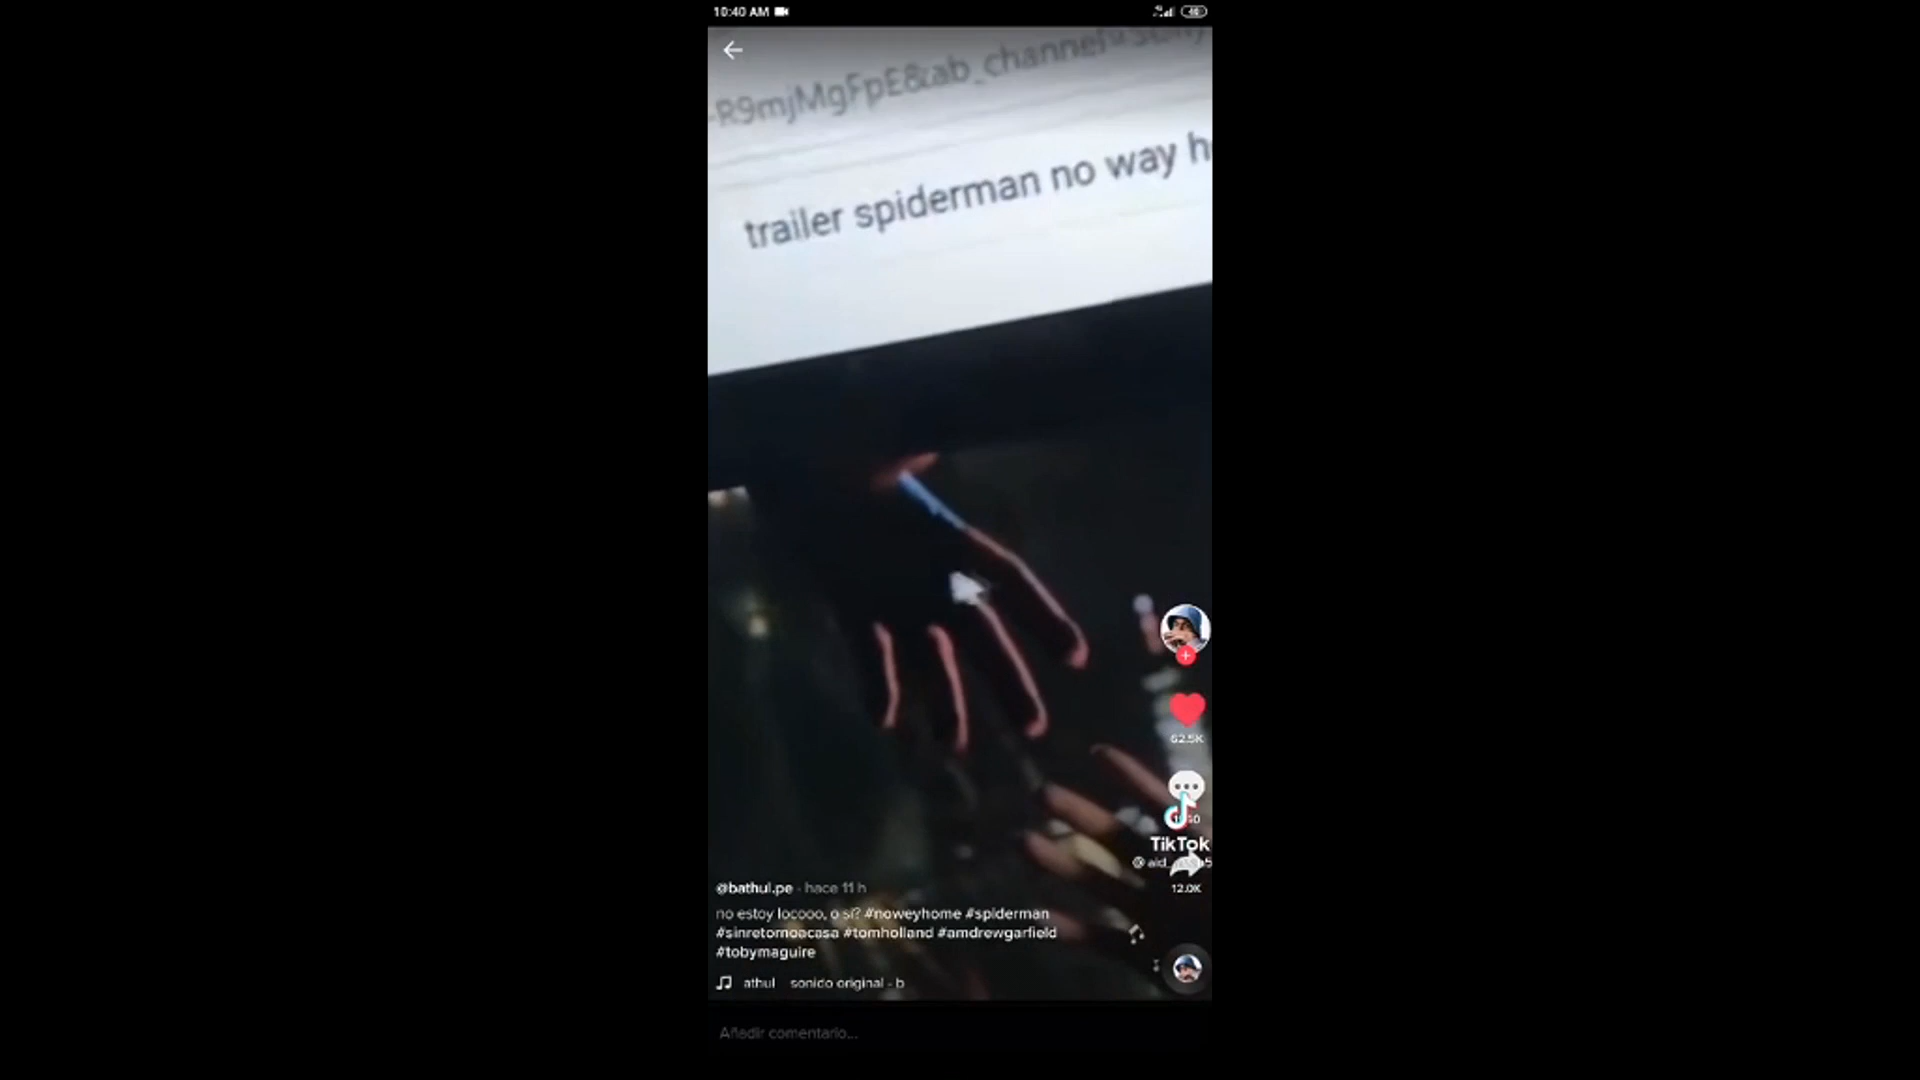 10:40 AM
-R9mjMgFpE&ab_channel=
trailer spiderman no way h
62.5K
TikTok
12.0K
@bathul.pe · hace 11 h
no estoy locooo, o si? #noweyhome #spiderman
#sinretornoacasa #tomholland #amdrewgarfield
#tobymaguire
athul sonido original - b
Añadir comentario...